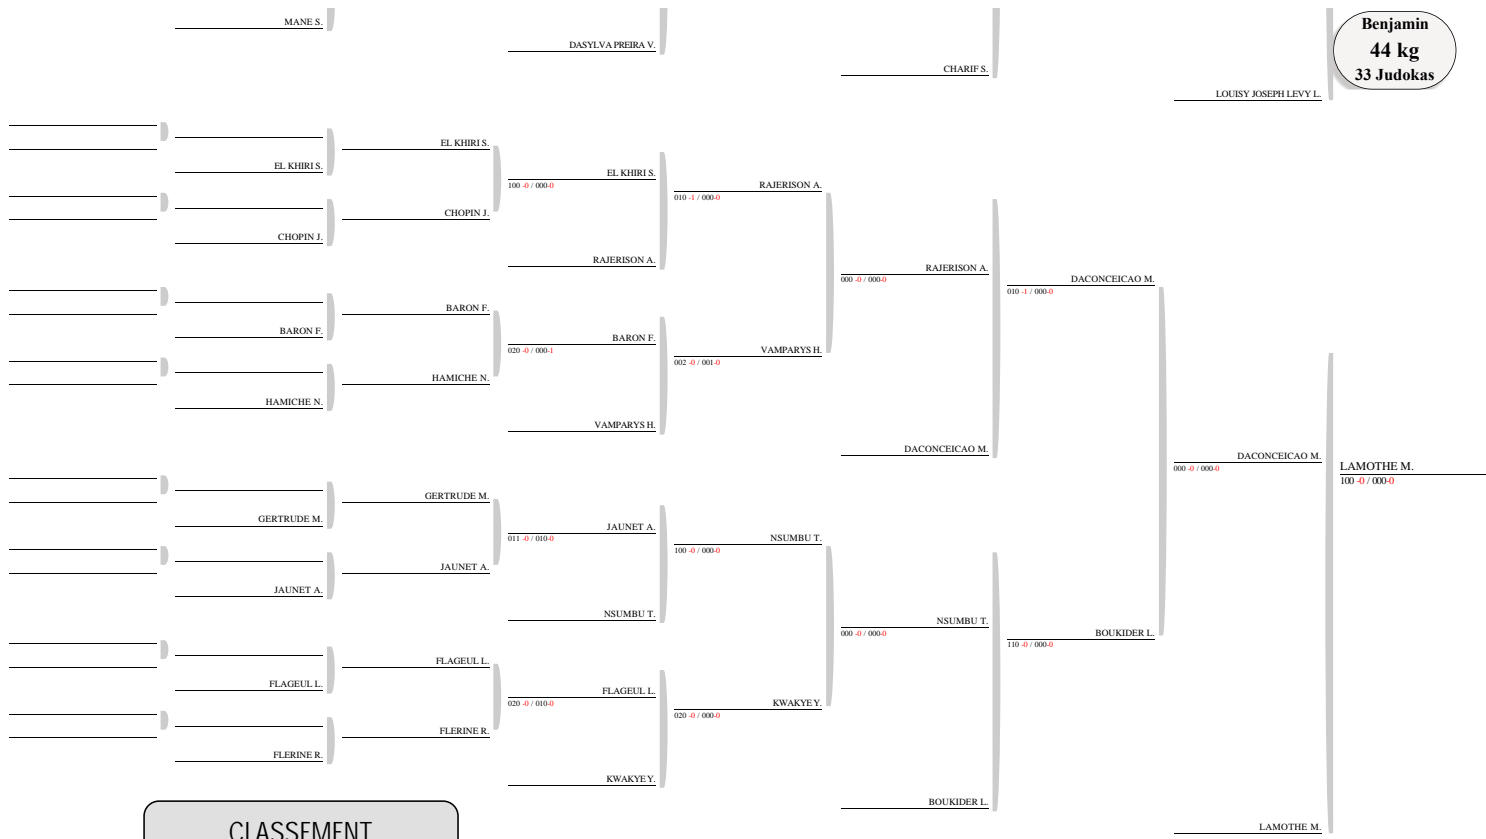 MANE S.
DASYLVA PREIRA V.
CHARIF S.
LOUISY JOSEPH LEVY L.
Benjamin
44 kg
33 Judokas
EL KHIRI S.
EL KHIRI S.
CHOPIN J.
CHOPIN J.
EL KHIRI S.
100 -0 / 000-0
RAJERISON A.
RAJERISON A.
010 -1 / 000-0
BARON F.
BARON F.
HAMICHE N.
HAMICHE N.
BARON F.
020 -0 / 000-1
VAMPARYS H.
VAMPARYS H.
002 -0 / 001-0
RAJERISON A.
000 -0 / 000-0
DACONCEICAO M.
DACONCEICAO M.
010 -1 / 000-0
GERTRUDE M.
GERTRUDE M.
JAUNET A.
JAUNET A.
JAUNET A.
011 -0 / 010-0
NSUMBU T.
NSUMBU T.
100 -0 / 000-0
FLAGEUL L.
FLAGEUL L.
FLERINE R.
FLERINE R.
FLAGEUL L.
020 -0 / 010-0
KWAKYE Y.
KWAKYE Y.
020 -0 / 000-0
NSUMBU T.
000 -0 / 000-0
BOUKIDER L.
BOUKIDER L.
110 -0 / 000-0
DACONCEICAO M.
000 -0 / 000-0
LAMOTHE M.
LAMOTHE M.
100 -0 / 000-0
CLASSEMENT